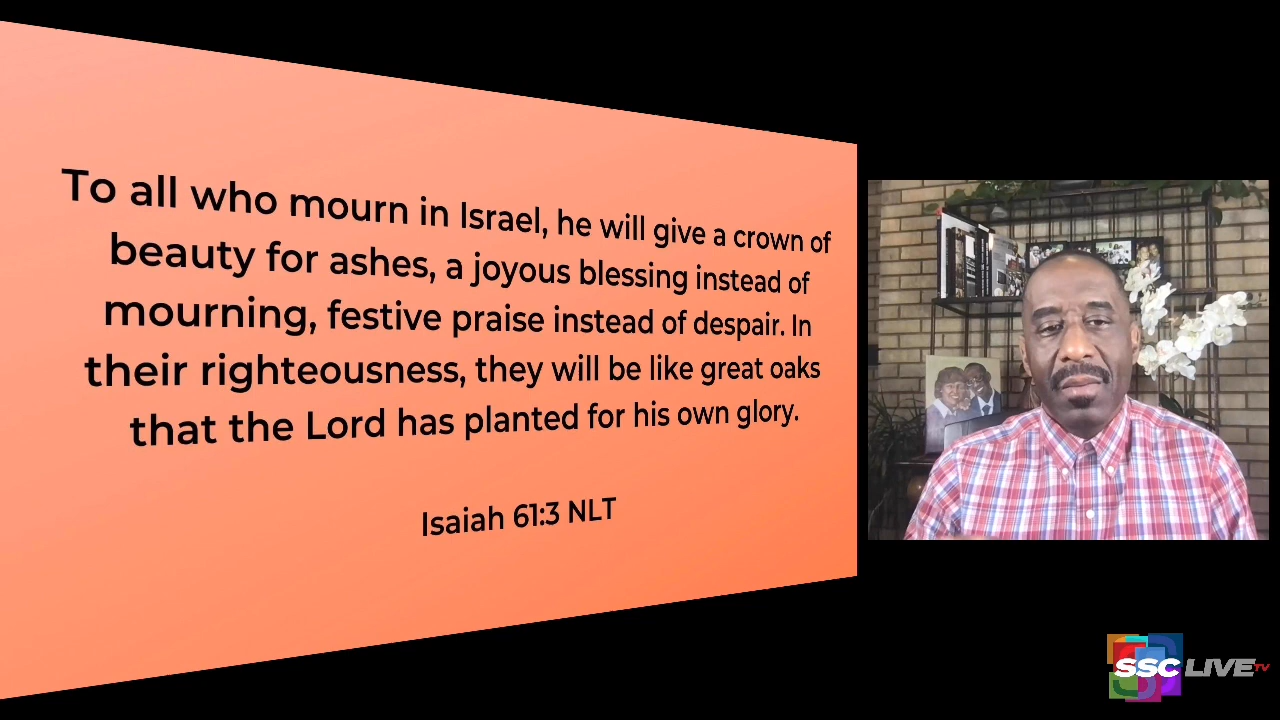 To all who mourn in Israel, he will give a crown of
beauty for ashes, a joyous blessing instead of
mourning, festive praise instead of despair. In
their righteousness, they will be like great oaks
that the Lord has planted for his own glory.
Isaiah 61:3 NLT
SSC LIVE TV